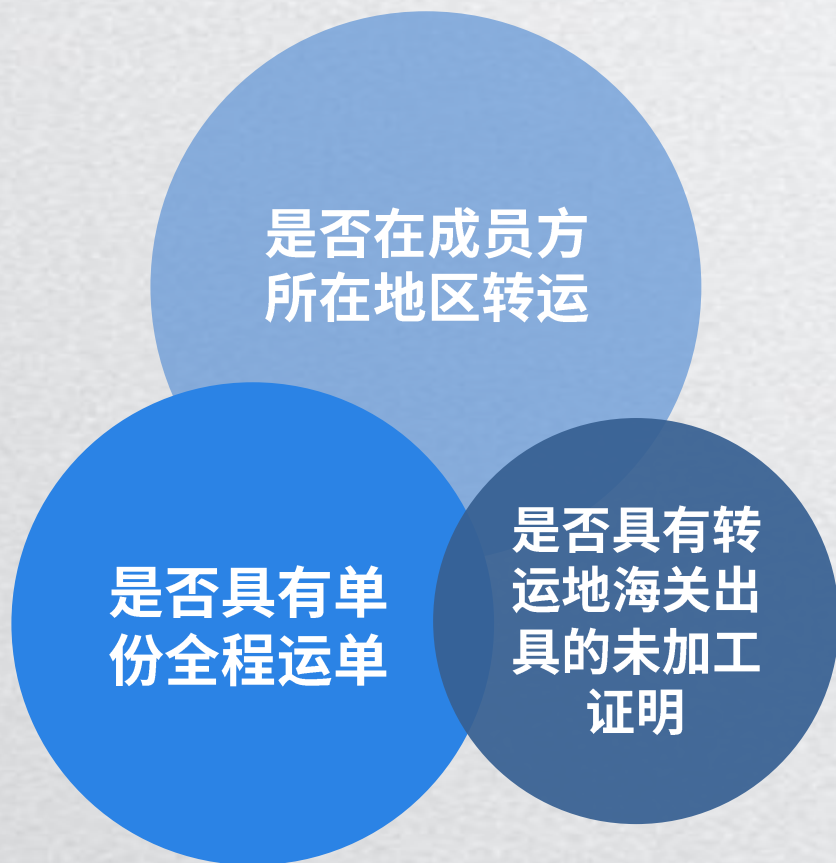 是否在成员方
所在地区转运
是否具有单
份全程运单
是否具有转
运地海关出
具的未加工
证明